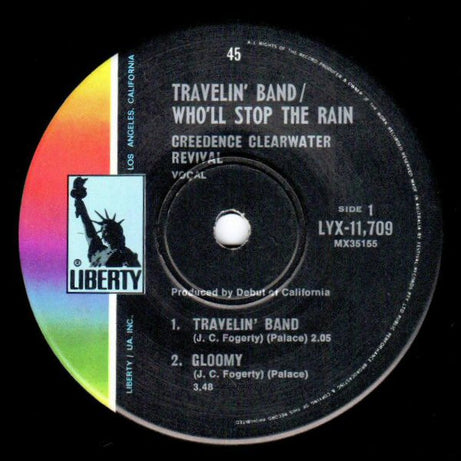 45
TRAVELIN' BAND/
WHO'LL STOP THE RAIN
CREEDENCE CLEARWATER
REVIVAL
VOCAL
SIDE 1
LYX-11,709
MX35155
Produced by Debut of California
1. TRAVELIN' BAND
(J. C. Fogerty) (Palace) 2.05
2. GLOOMY
(J. C. Fogerty) (Palace)
3.48
®
LIBERTY
LIBERTY / UA, INC.
LOS ANGELES, CALIFORNIA